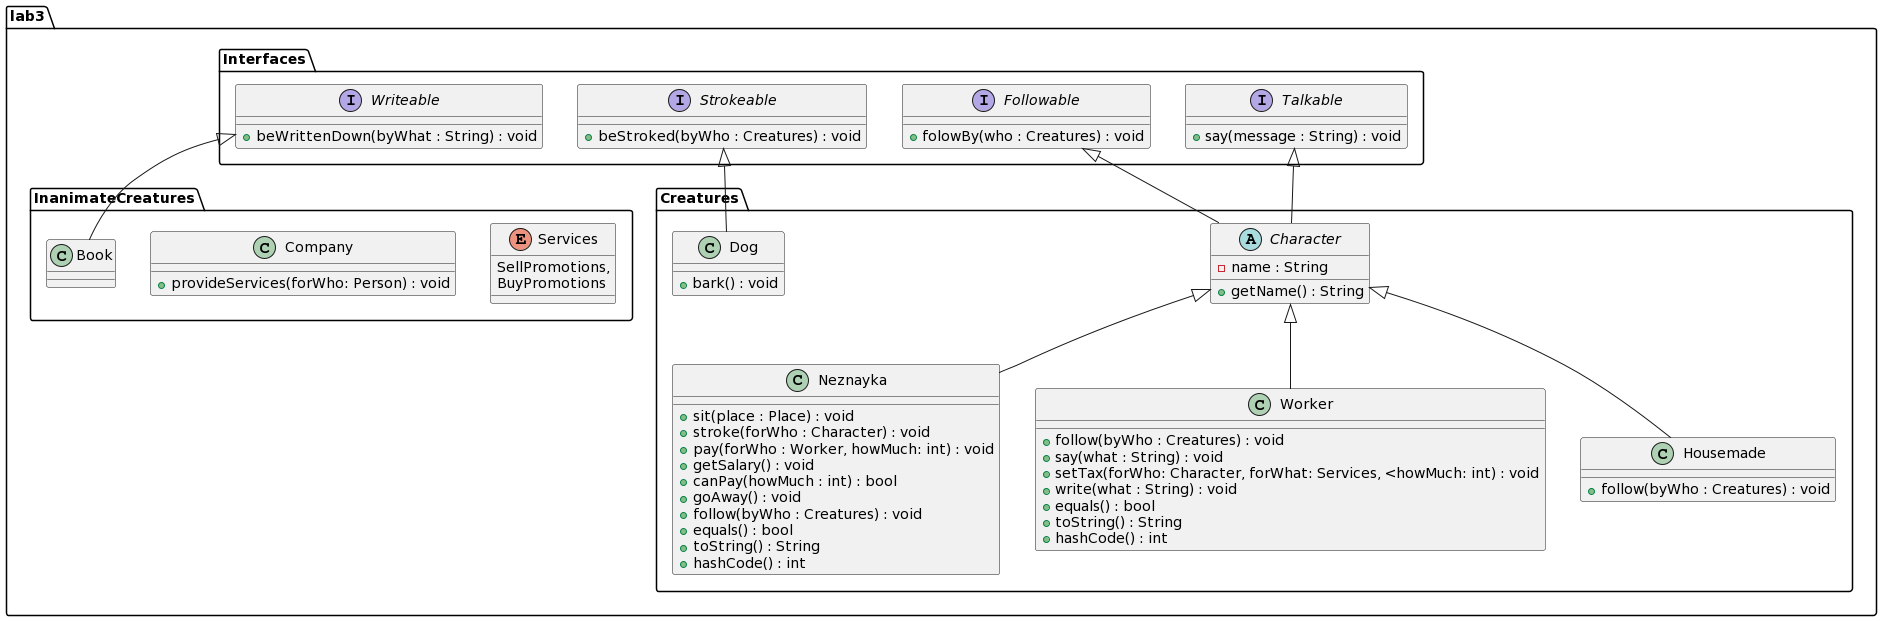 lab3
Interfaces
I Writeable
beWrittenDown(byWhat : String) : void
I Strokeable
beStroked(byWho : Creatures) : void
I Followable
folowBy(who : Creatures) : void
I Talkable
say(message : String) : void
InanimateCreatures
C Book
C Company
provideServices(forWho: Person) : void
E Services
SellPromotions,
BuyPromotions
Creatures
C Dog
bark() : void
A Character
name : String
getName() : String
C Neznayka
sit(place : Place) : void
stroke(forWho : Character) : void
pay(forWho : Worker, howMuch: int) : void
getSalary() : void
canPay(howMuch : int) : bool
goAway() : void
follow(byWho : Creatures) : void
equals() : bool
toString() : String
hashCode() : int
C Worker
follow(byWho : Creatures) : void
say(what : String) : void
setTax(forWho: Character, forWhat: Services, <howMuch: int) : void
write(what : String) : void
equals() : bool
toString() : String
hashCode() : int
C Housemade
follow(byWho : Creatures) : void